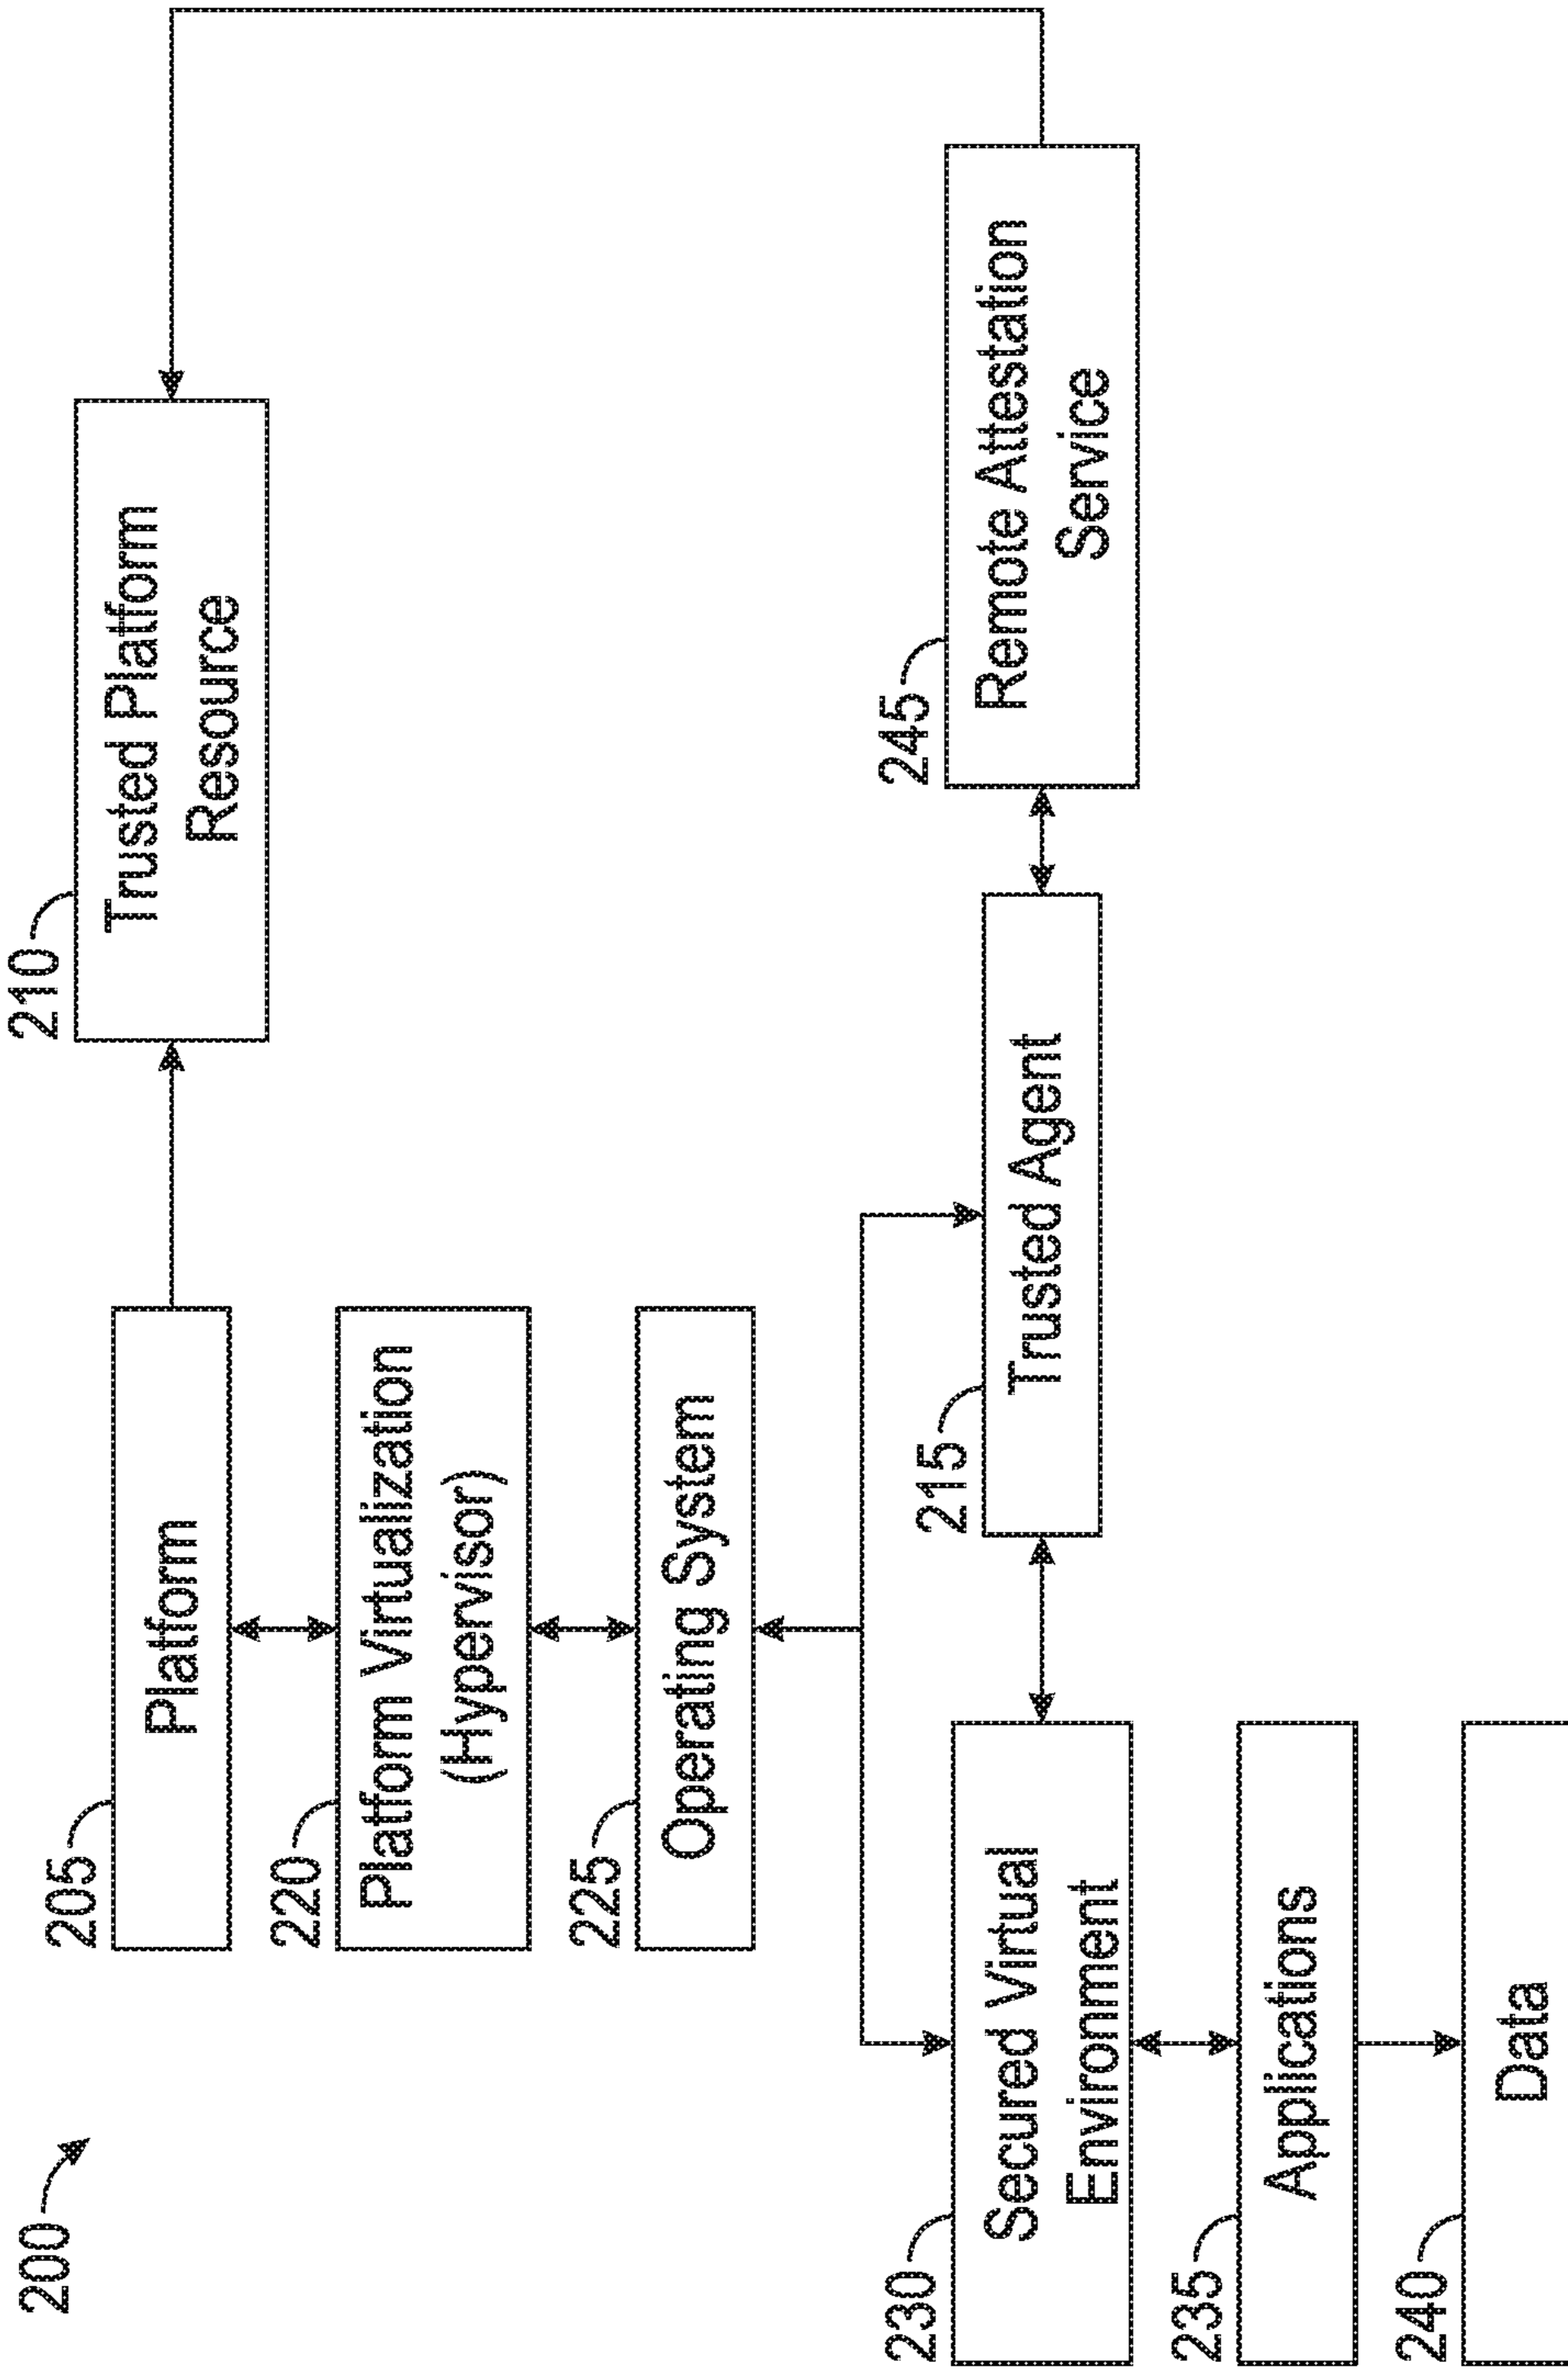 200
205
Platform
210
Trusted Platform
Resource
220
Platform Virtualization
(Hypervisor)
225
Operating System
230
Secured Virtual
Environment
215
Trusted Agent
245
Remote Attestation
Service
235
Applications
240
Data